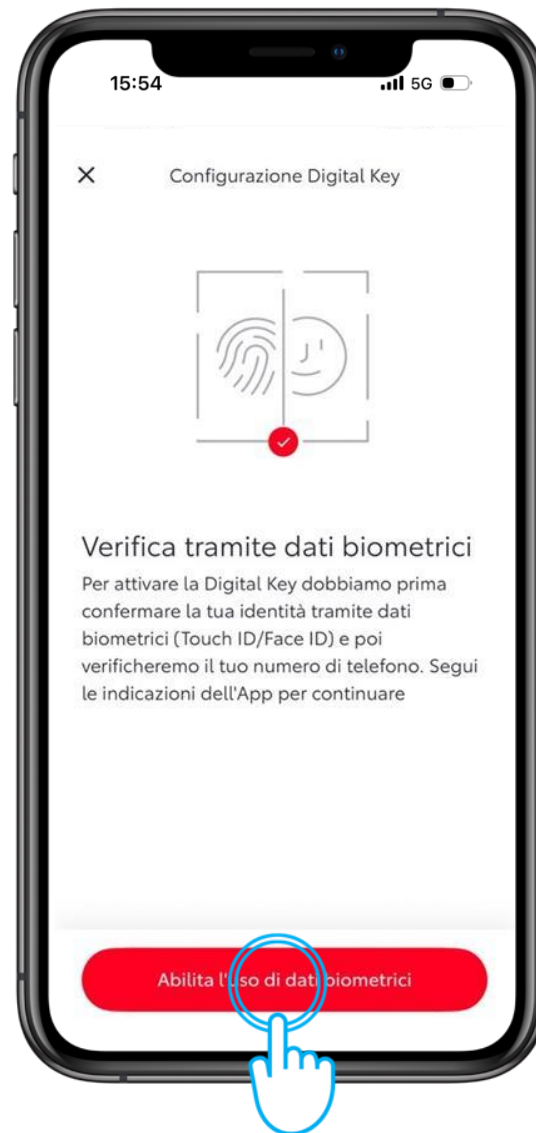 15:54
5G
Configurazione Digital Key
Verifica tramite dati biometrici
Per attivare la Digital Key dobbiamo prima
confermare la tua identità tramite dati
biometrici (Touch ID/Face ID) e poi
verificheremo il tuo numero di telefono. Segui
le indicazioni dell'App per continuare
Abilita l'uso di dati biometrici